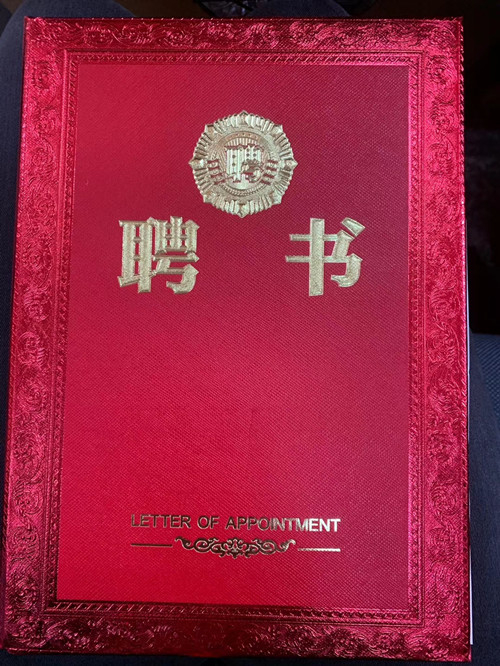 聘书
LETTER OF APPOINTMENT